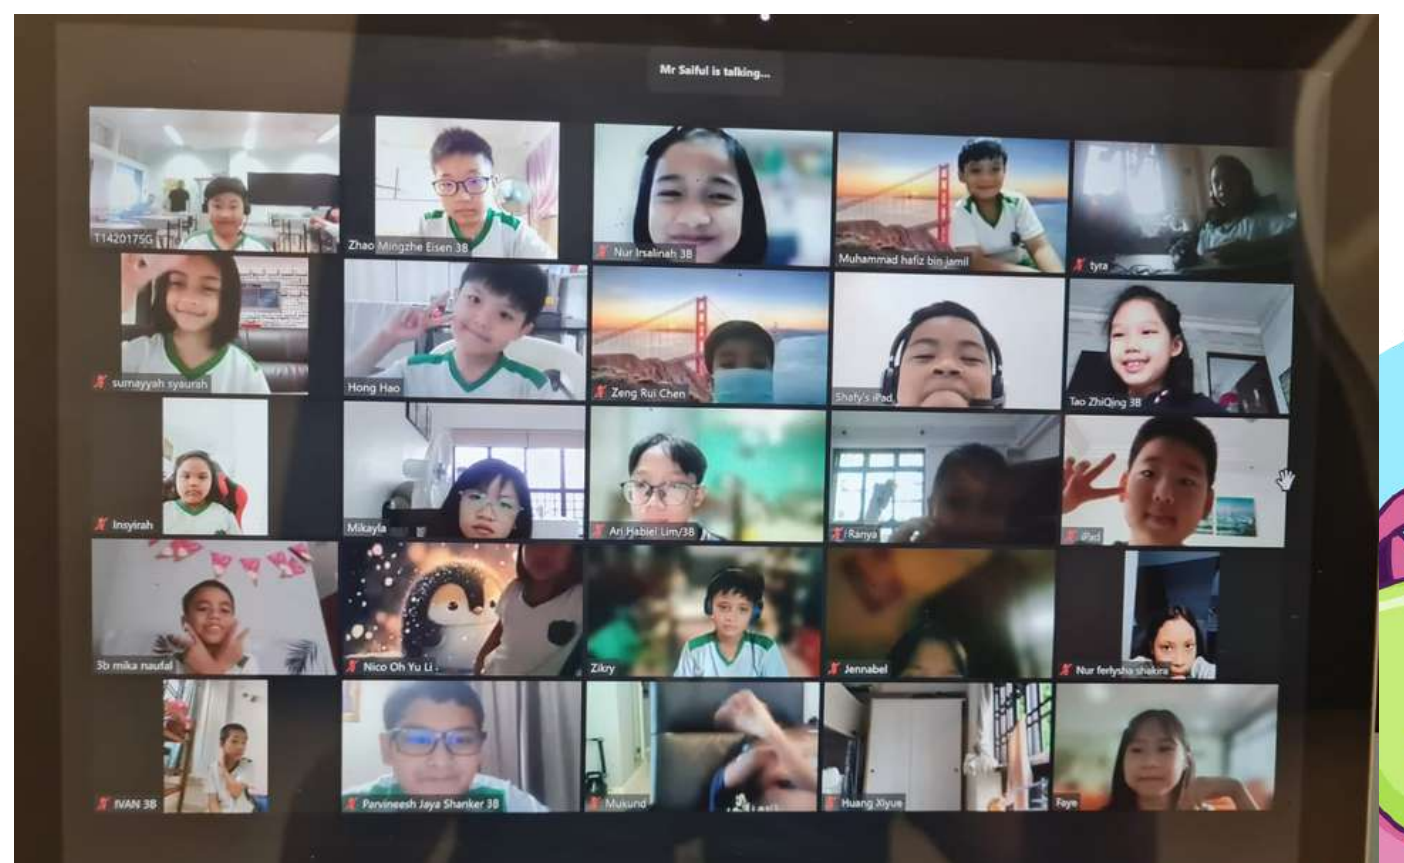 Mr Saiful is talking...
T1420175G
Zhao Mingzhe Eisen 3B
Nur Irsalinah 3B
Muhammad hafiz bin jamil
tyra
sumayyah syaurah
Hong Hao
Zeng Rui Chen
Shafy's iPad
Tao ZhiQing 3B
Insyirah
Mikayla
Ari Habiel Lim/3B
Ranya
iPad
3b mika naufal
Nico Oh Yu Li
Zikry
Jennabel
Nur ferlysha shakira
IVAN 3B
Parvineesh Jaya Shanker 3B
Mukund
Huang Xiyue
Faye